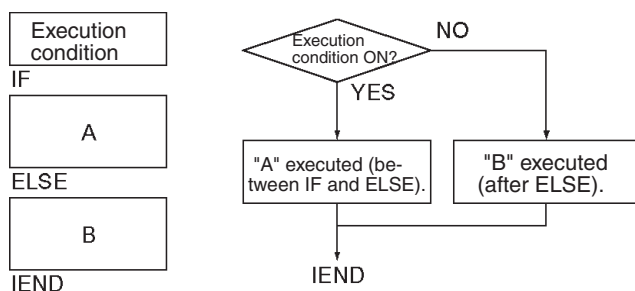 Execution
condition
IF
A
ELSE
B
IEND
Execution
condition ON?
NO
YES
"A" executed (be-
tween IF and ELSE).
"B" executed
(after ELSE).
IEND